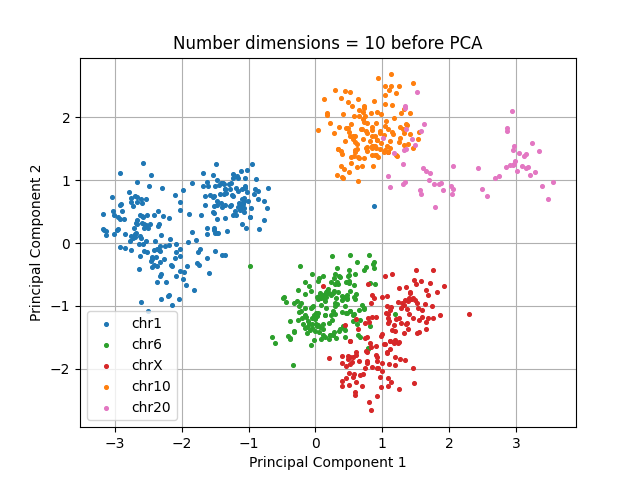 Number dimensions = 10 before PCA
Principal Component 2
2
1
0
−1
−2
chr1
chr6
chrX
chr10
chr20
−3
−2
−1
0
1
2
3
Principal Component 1